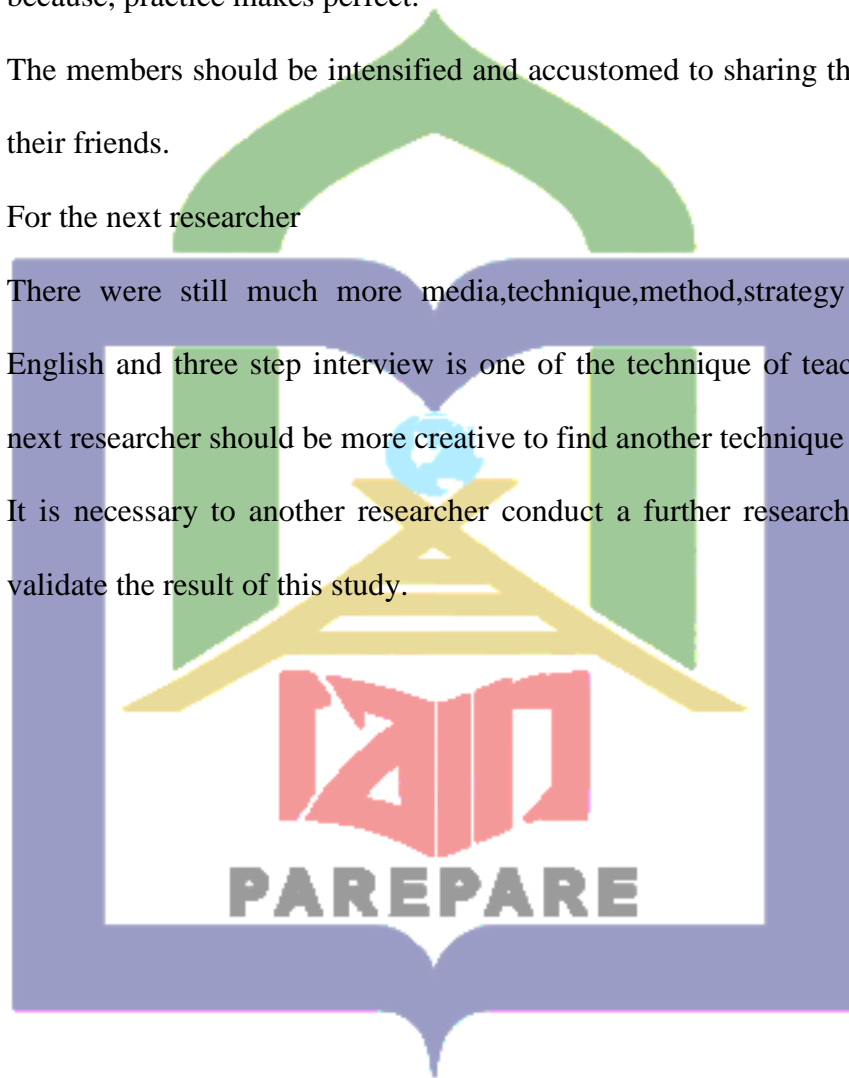 because, practice makes perfect.
The members should be intensified and accustomed to sharing th
their friends.
For the next researcher
There were still much more media,technique,method,strategy
English and three step interview is one of the technique of teac
next researcher should be more creative to find another technique
It is necessary to another researcher conduct a further research
validate the result of this study.
iain
PAREPARE